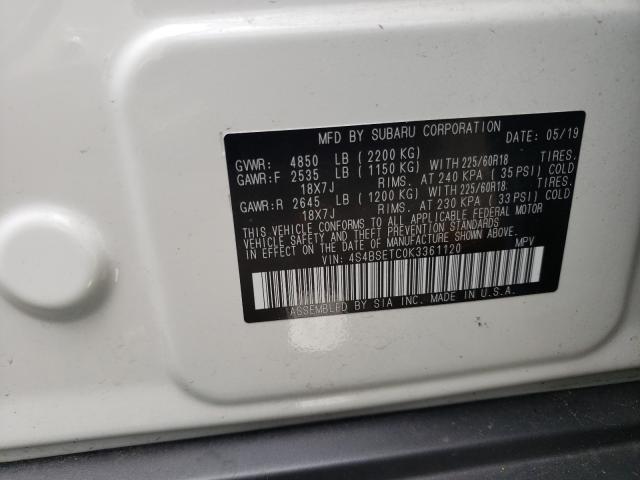 MFD BY SUBARU CORPORATION DATE: 05/19
GVWR: 4850 LB (2200 KG)
GAWR:F 2535 LB (1150 KG) WITH 225/60R18 TIRES.
18X7J RIMS. AT 240 KPA (35 PSI) COLD
GAWR:R 2645 LB (1200 KG) WITH 225/60R18 TIRES.
18X7J RIMS. AT 230 KPA (33 PSI) COLD
THIS VEHICLE CONFORMS TO ALL APPLICABLE FEDERAL MOTOR
VEHICLE SAFETY AND THEFT PREVENTION STANDARDS
IN EFFECT ON THE DATE OF MANUFACTURE SHOWN ABOVE.
VIN: 4S4BSETC0K3361120 MPV
ASSEMBLED BY SIA INC. MADE IN U.S.A.